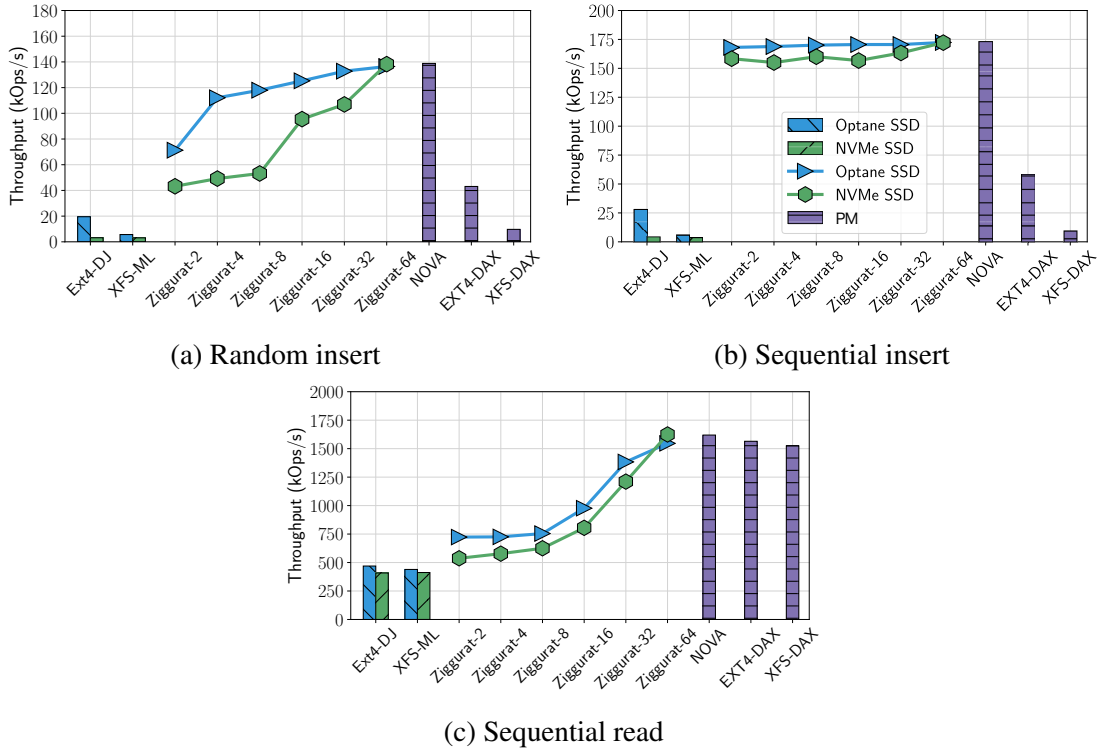 180
160
140
120
100
80
60
40
20
0
Throughput (kOps/s)
Ext4-DJ
XFS-ML
Ziggurat-2
Ziggurat-4
Ziggurat-8
Ziggurat-16
Ziggurat-32
Ziggurat-64
NOVA
EXT4-DAX
XFS-DAX
(a) Random insert
200
175
150
125
100
75
50
25
0
Throughput (kOps/s)
Optane SSD
NVMe SSD
Optane SSD
NVMe SSD
PM
Ext4-DJ
XFS-ML
Ziggurat-2
Ziggurat-4
Ziggurat-8
Ziggurat-16
Ziggurat-32
Ziggurat-64
NOVA
EXT4-DAX
XFS-DAX
(b) Sequential insert
2000
1750
1500
1250
1000
750
500
250
0
Throughput (kOps/s)
Ext4-DJ
XFS-ML
Ziggurat-2
Ziggurat-4
Ziggurat-8
Ziggurat-16
Ziggurat-32
Ziggurat-64
NOVA
EXT4-DAX
XFS-DAX
(c) Sequential read